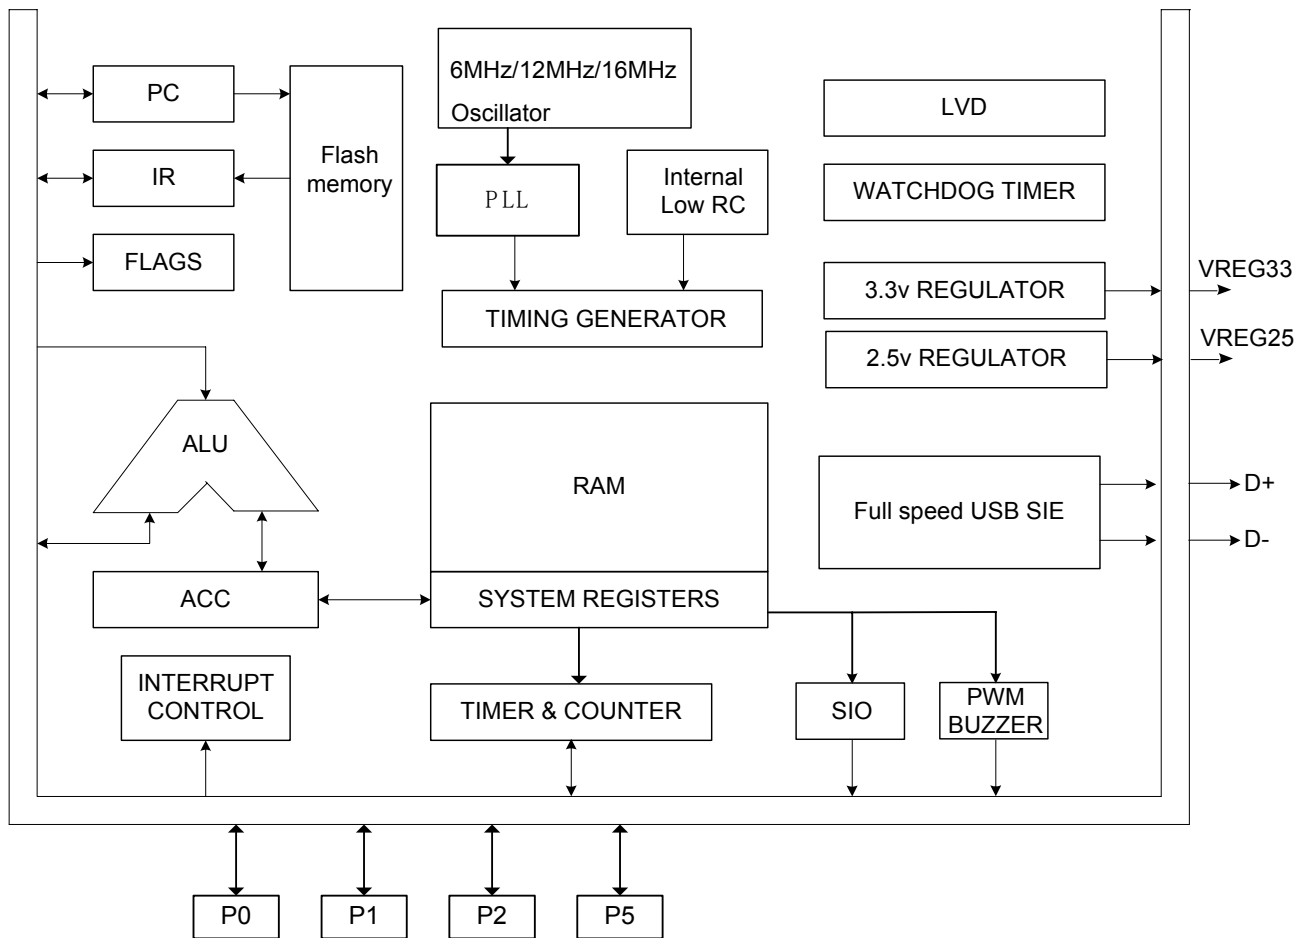 PC
IR
FLAGS
Flash
memory
6MHz/12MHz/16MHz
Oscillator
PLL
Internal
Low RC
TIMING GENERATOR
LVD
WATCHDOG TIMER
3.3v REGULATOR
2.5v REGULATOR
VREG33
VREG25
ALU
ACC
RAM
SYSTEM REGISTERS
Full speed USB SIE
D+
D-
INTERRUPT
CONTROL
TIMER & COUNTER
SIO
PWM
BUZZER
P0
P1
P2
P5